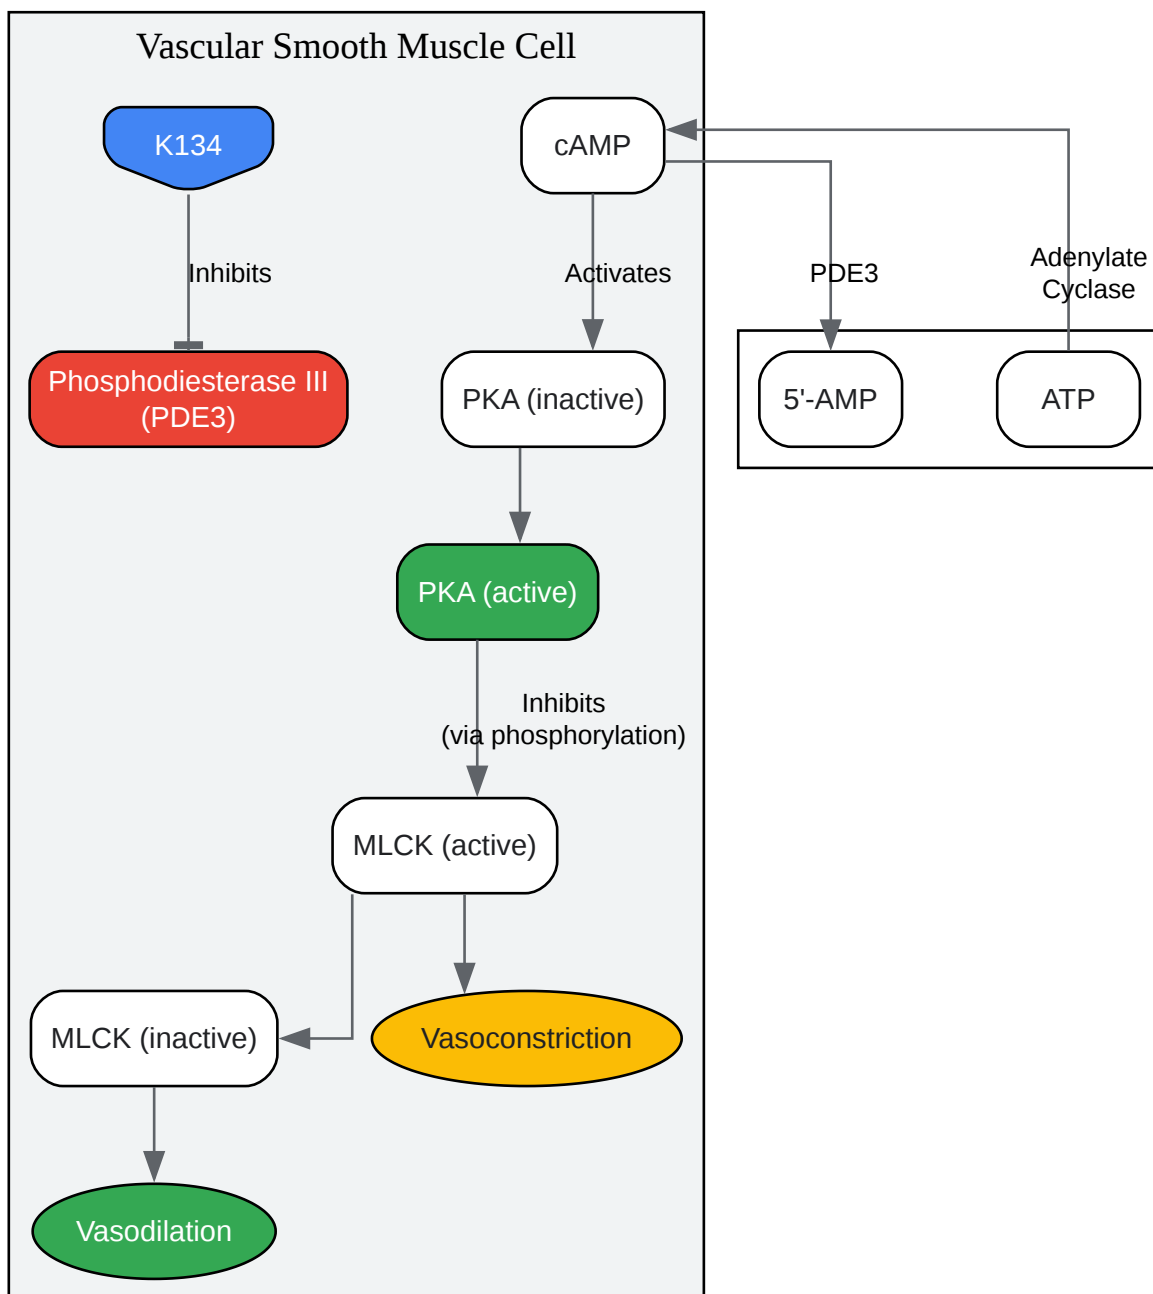 Vascular Smooth Muscle Cell
K134
cAMP
Inhibits
Activates
PDE3
Adenylate
Cyclase
Phosphodiesterase III
(PDE3)
PKA (inactive)
5'-AMP
ATP
PKA (active)
Inhibits
(via phosphorylation)
MLCK (active)
MLCK (inactive)
Vasoconstriction
Vasodilation